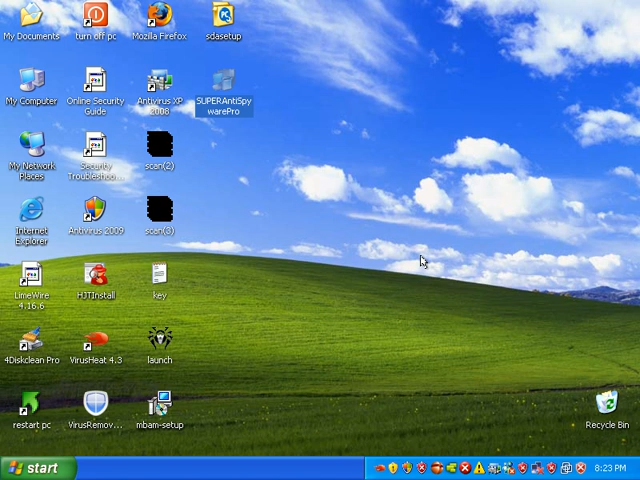 My Documents
turn off pc
Mozilla Firefox
sdasetup
My Computer
Online Security
Guide
Antivirus XP
2008
SUPERAntiSpy
warePro
My Network
Places
Security
Troubleshoo...
scan(2)
Internet
Explorer
Antivirus 2009
scan(3)
LimeWire
4.16.6
HJTInstall
key
4Diskclean Pro
VirusHeat 4.3
launch
restart pc
VirusRemov...
mbam-setup
Recycle Bin
start
8:23 PM